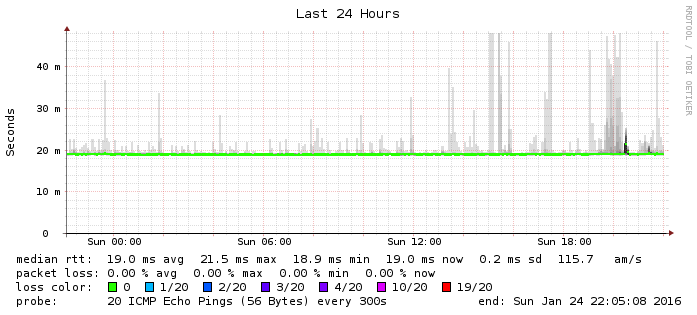 Last 24 Hours
RRDTOOL / TOBI OETIKER
Seconds
40 m
30 m
20 m
10 m
0
Sun 00:00 Sun 06:00 Sun 12:00 Sun 18:00
median rtt: 19.0 ms avg 21.5 ms max 18.9 ms min 19.0 ms now 0.2 ms sd 115.7 am/s
packet loss: 0.00 % avg 0.00 % max 0.00 % min 0.00 % now
loss color: 0 1/20 2/20 3/20 4/20 10/20 19/20
probe: 20 ICMP Echo Pings (56 Bytes) every 300s end: Sun Jan 24 22:05:08 2016